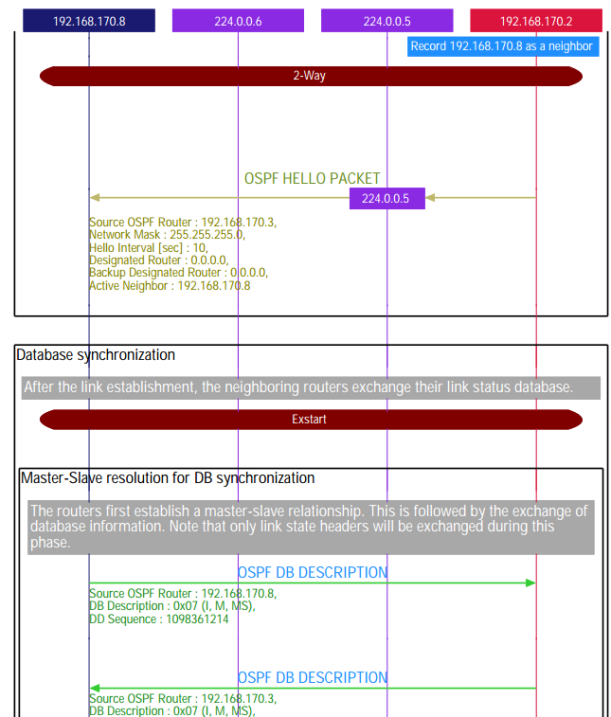 192.168.170.8
224.0.0.6
224.0.0.5
192.168.170.2
Record 192.168.170.8 as a neighbor
2-Way
OSPF HELLO PACKET
224.0.0.5
Source OSPF Router : 192.168.170.3,
Network Mask : 255.255.255.0,
Hello Interval [sec] : 10,
Designated Router : 0.0.0.0,
Backup Designated Router : 0.0.0.0,
Active Neighbor : 192.168.170.8
Database synchronization
After the link establishment, the neighboring routers exchange their link status database.
Exstart
Master-Slave resolution for DB synchronization
The routers first establish a master-slave relationship. This is followed by the exchange of
database information. Note that only link state headers will be exchanged during this
phase.
OSPF DB DESCRIPTION
Source OSPF Router : 192.168.170.8,
DB Description : 0x07 (I, M, MS),
DD Sequence : 1098361214
OSPF DB DESCRIPTION
Source OSPF Router : 192.168.170.3,
DB Description : 0x07 (I, M, MS),